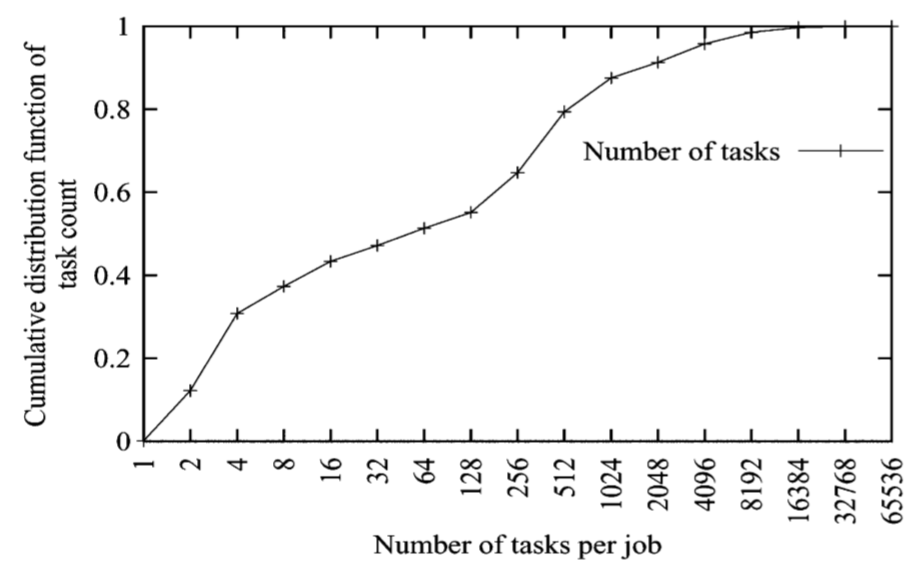 Cumulative distribution function of
task count
1
0.8
0.6
0.4
0.2
0
Number of tasks
1 2 4 8 16 32 64 128 256 512 1024 2048 4096 8192 16384 32768 65536
Number of tasks per job